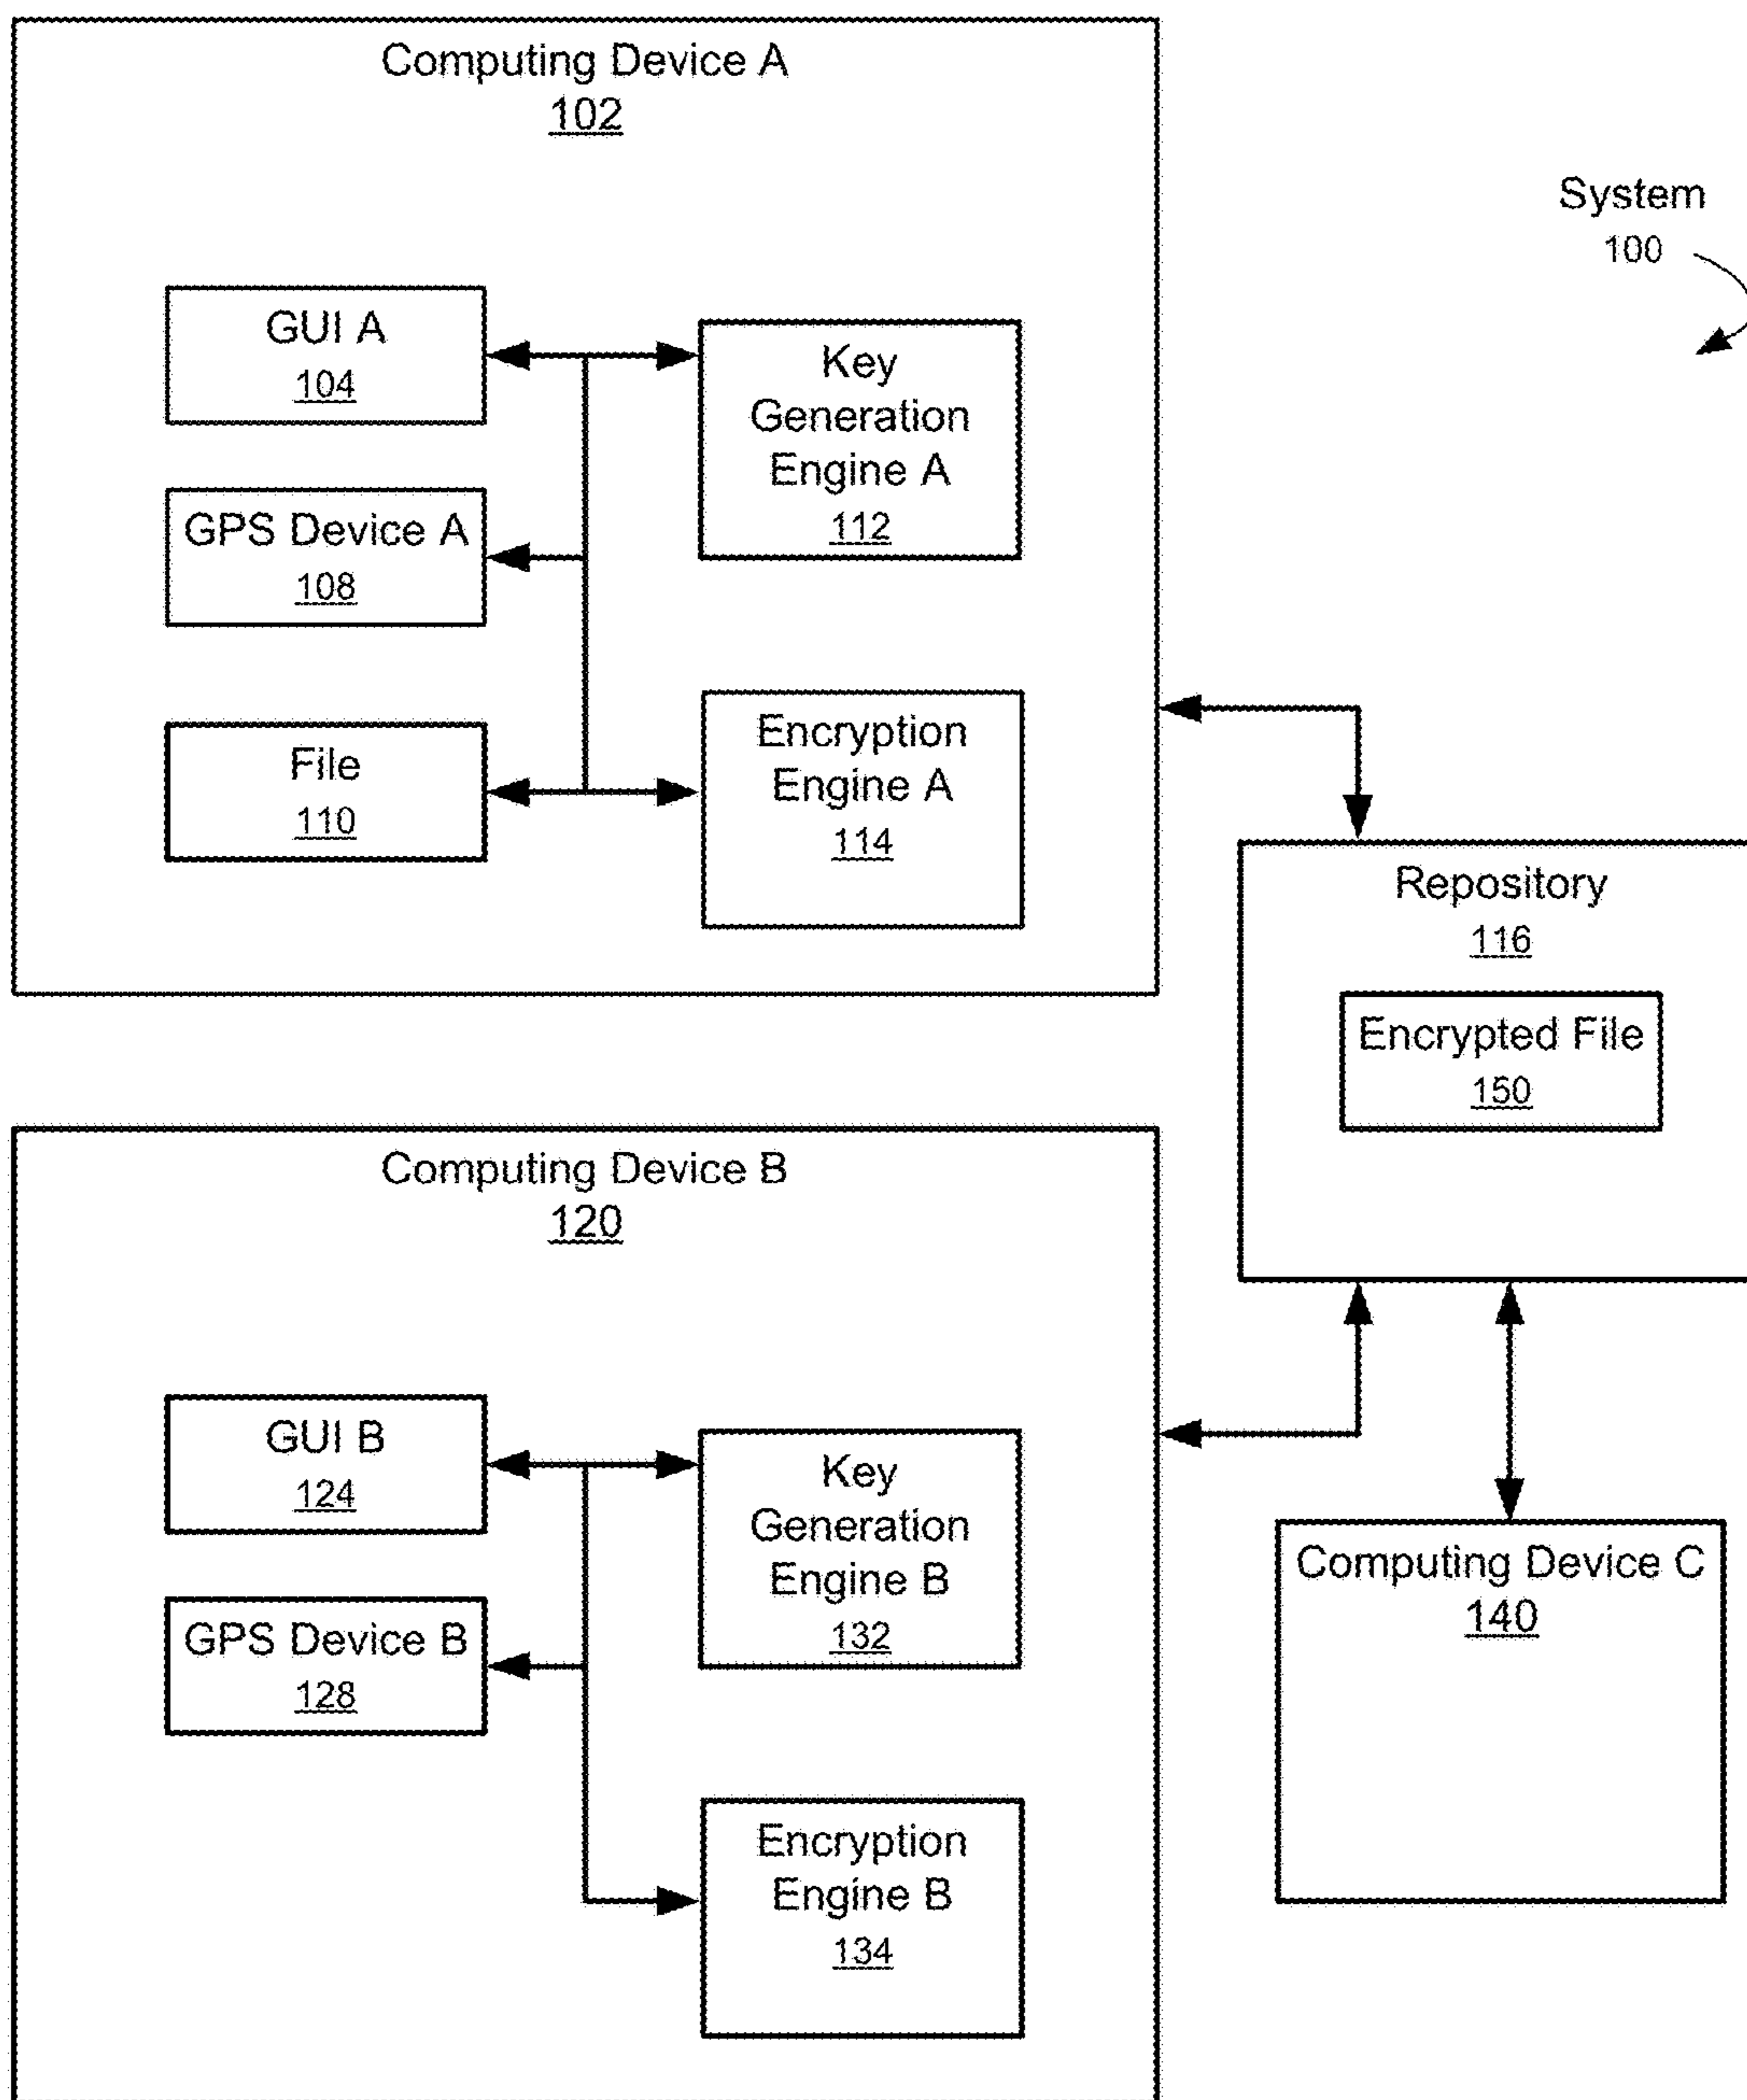 Computing Device A
102
System
100
GUI A
104
Key
Generation
Engine A
112
GPS Device A
108
File
110
Encryption
Engine A
114
Repository
116
Encrypted File
150
Computing Device B
120
GUI B
124
Key
Generation
Engine B
132
GPS Device B
128
Encryption
Engine B
134
Computing Device C
140